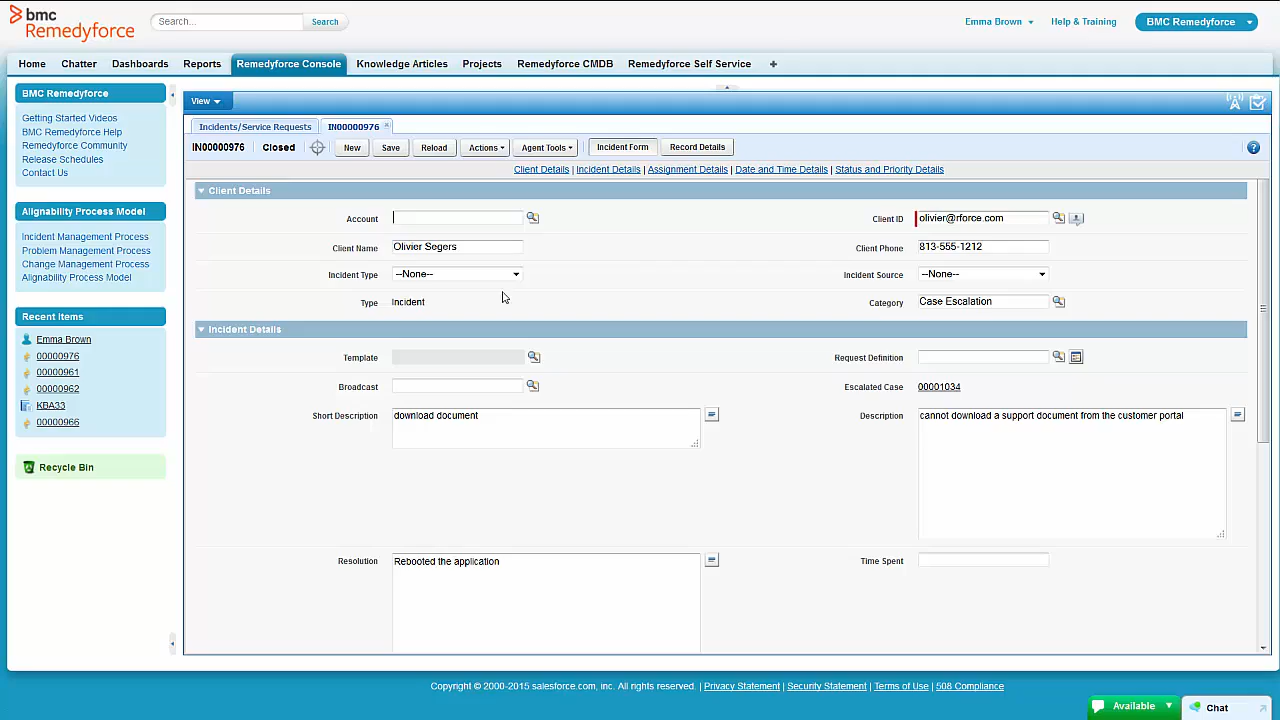 bmc
Remedyforce
Search...
Search
Emma Brown
Help & Training
BMC Remedyforce
Home
Chatter
Dashboards
Reports
Remedyforce Console
Knowledge Articles
Projects
Remedyforce CMDB
Remedyforce Self Service
+
BMC Remedyforce
Getting Started Videos
BMC Remedyforce Help
Remedyforce Community
Release Schedules
Contact Us
Alignability Process Model
Incident Management Process
Problem Management Process
Change Management Process
Alignability Process Model
Recent Items
Emma Brown
00000976
00000961
00000962
KBA33
00000966
Recycle Bin
View
Incidents/Service Requests
IN00000976
IN00000976 Closed
New
Save
Reload
Actions
Agent Tools
Incident Form
Record Details
?
Client Details | Incident Details | Assignment Details | Date and Time Details | Status and Priority Details
Client Details
Account
Client ID olivier@rforce.com
Client Name Olivier Segers
Client Phone 813-555-1212
Incident Type --None--
Incident Source --None--
Type Incident
Category Case Escalation
Incident Details
Template
Request Definition
Broadcast
Escalated Case 00001034
Short Description download document
Description cannot download a support document from the customer portal
Resolution Rebooted the application
Time Spent
Copyright © 2000-2015 salesforce.com, inc. All rights reserved. | Privacy Statement | Security Statement | Terms of Use | 508 Compliance
Available
Chat